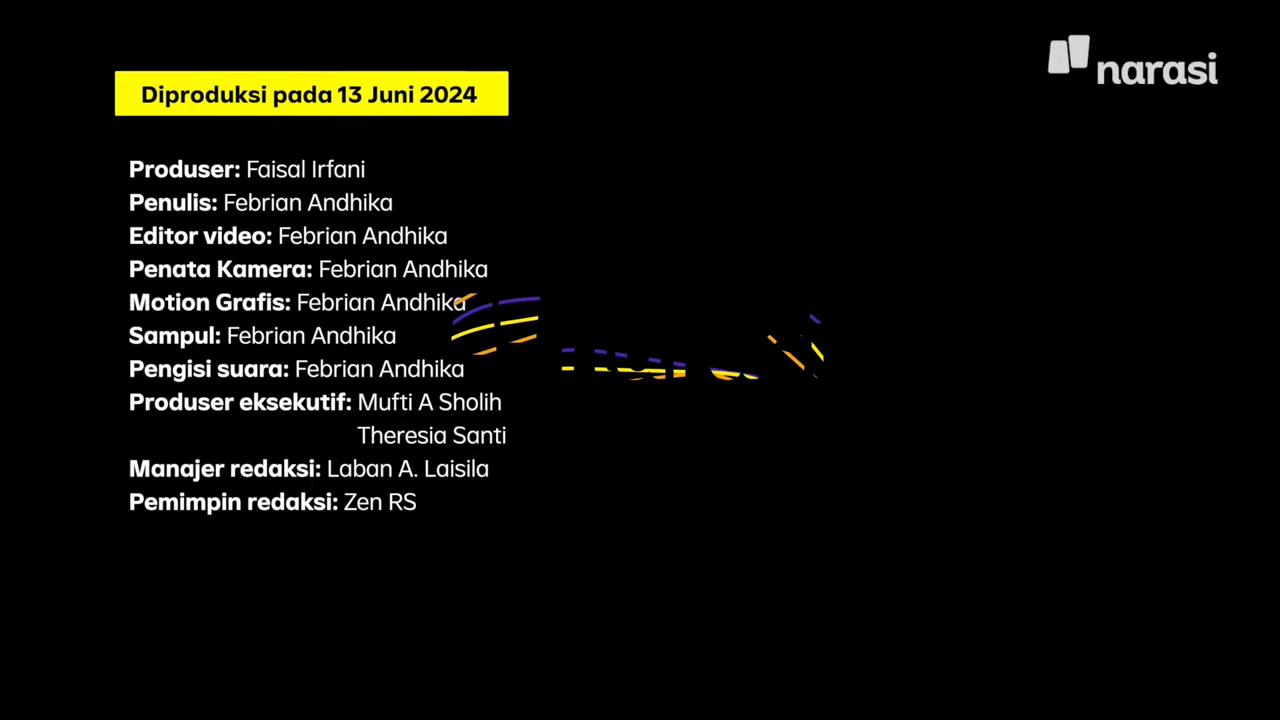 narasi
Diproduksi pada 13 Juni 2024
Produser: Faisal Irfani
Penulis: Febrian Andhika
Editor video: Febrian Andhika
Penata Kamera: Febrian Andhika
Motion Grafis: Febrian Andhika
Sampul: Febrian Andhika
Pengisi suara: Febrian Andhika
Produser eksekutif: Mufti A Sholih
Theresia Santi
Manajer redaksi: Laban A. Laisila
Pemimpin redaksi: Zen RS